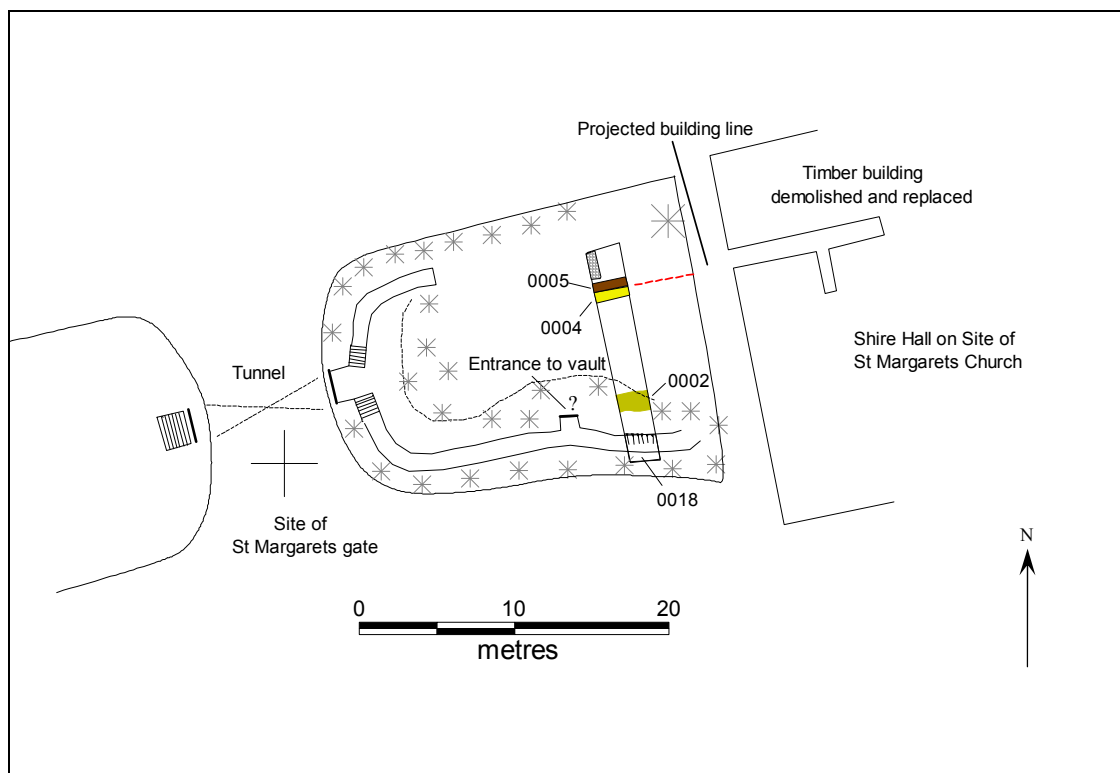 Projected building line
Timber building
demolished and replaced
0005
0004
Shire Hall on Site of
St Margarets Church
Entrance to vault
Tunnel
0002
?
0018
Site of
St Margarets gate
N
0 10 20
metres